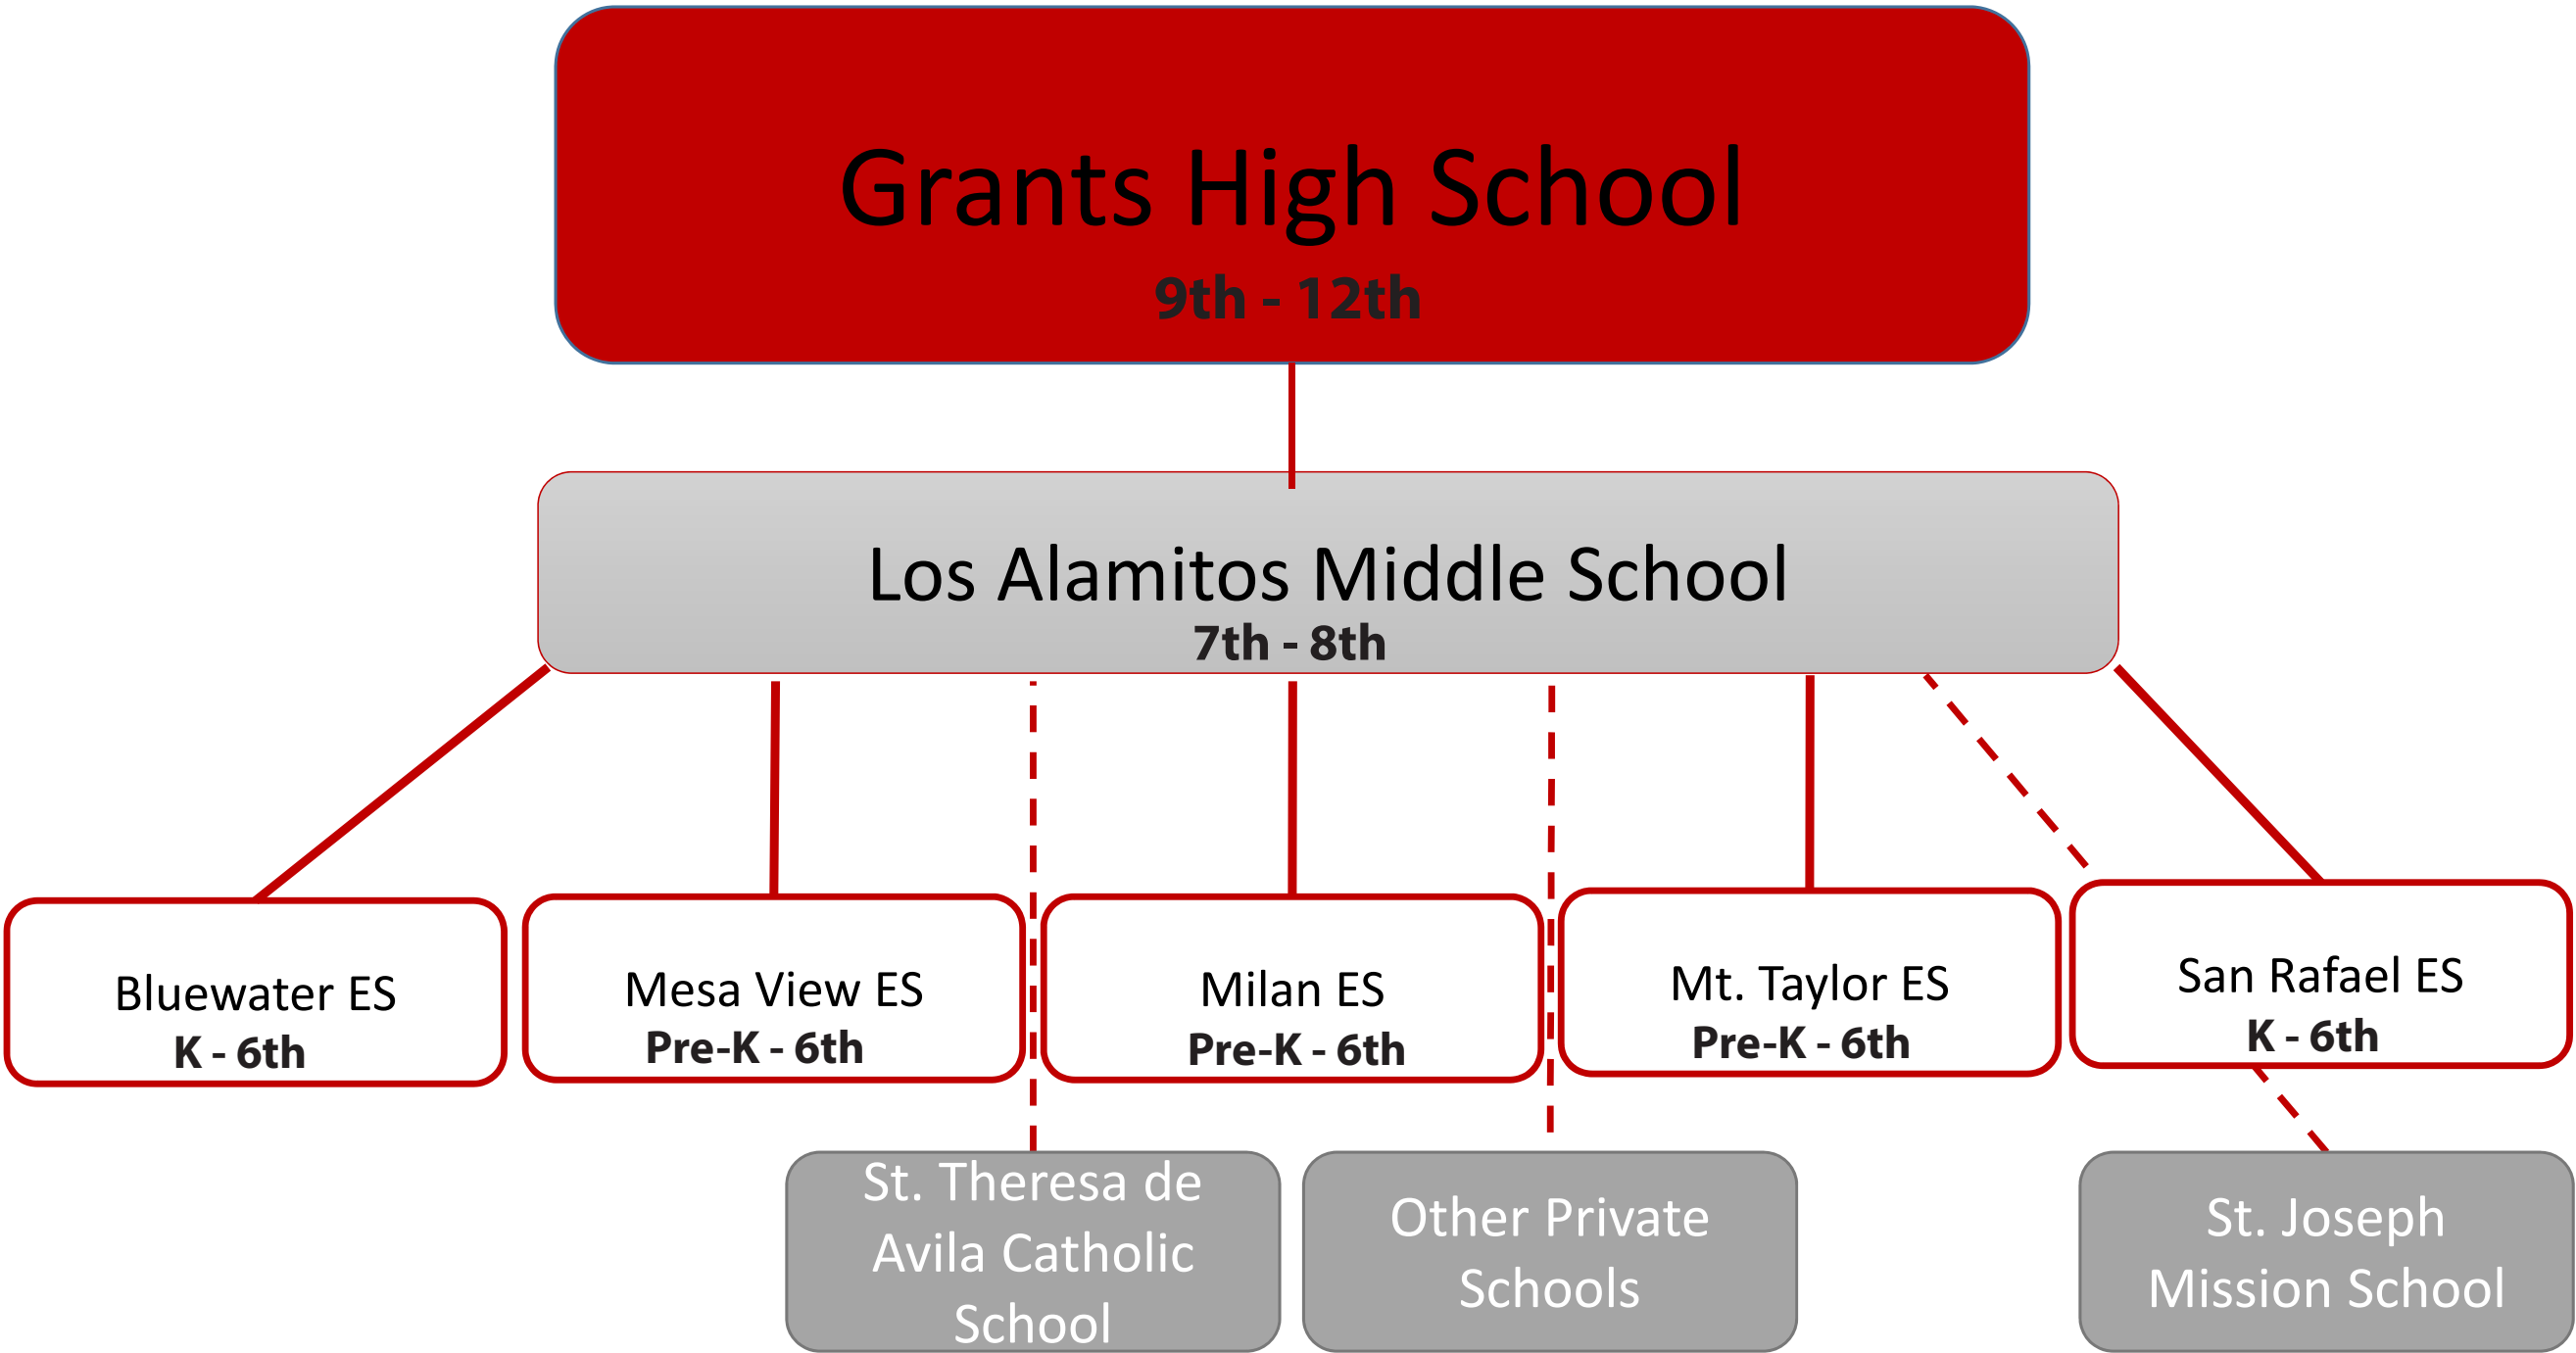 Grants High School
9th - 12th
Los Alamitos Middle School
7th - 8th
Bluewater ES
K - 6th
Mesa View ES
Pre-K - 6th
Milan ES
Pre-K - 6th
Mt. Taylor ES
Pre-K - 6th
San Rafael ES
K - 6th
St. Theresa de
Avila Catholic
School
Other Private
Schools
St. Joseph
Mission School